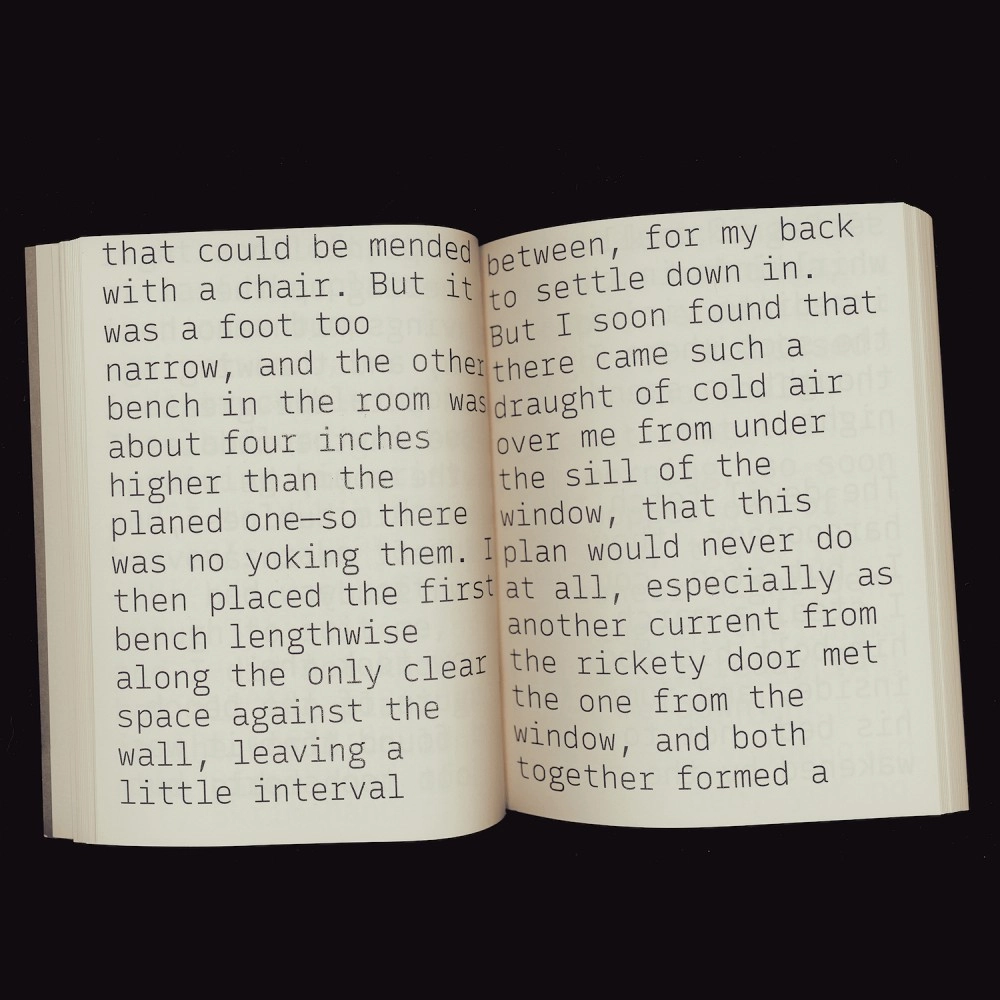 that could be mended
with a chair. But it
was a foot too
narrow, and the other
bench in the room was
about four inches
higher than the
planed one—so there
was no yoking them. I
then placed the first
bench lengthwise
along the only clear
space against the
wall, leaving a
little interval
between, for my back
to settle down in.
But I soon found that
there came such a
draught of cold air
over me from under
the sill of the
window, that this
plan would never do
at all, especially as
another current from
the rickety door met
the one from the
window, and both
together formed a